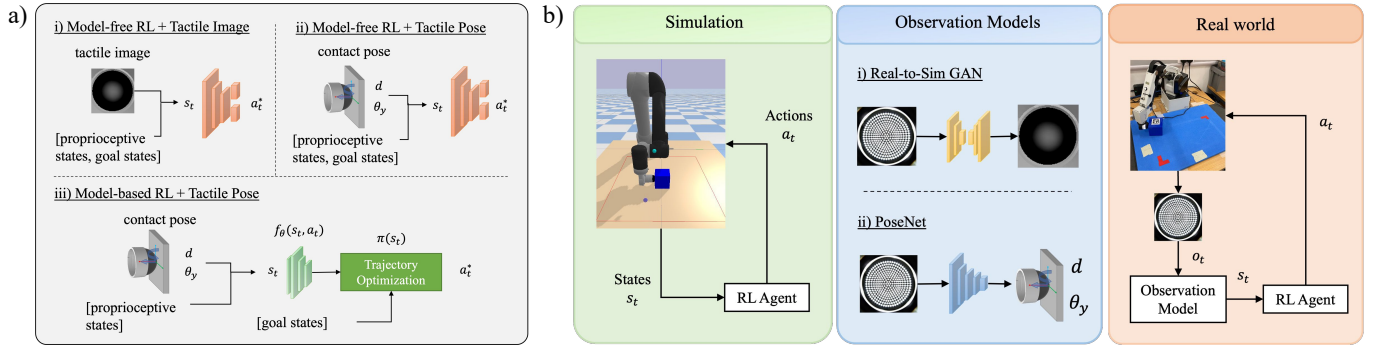 a)
i) Model-free RL + Tactile Image
tactile image
s_t
a_t^*
[proprioceptive
states, goal states]
ii) Model-free RL + Tactile Pose
contact pose
d
θ_y
s_t
a_t^*
[proprioceptive
states, goal states]
iii) Model-based RL + Tactile Pose
contact pose
d
θ_y
[proprioceptive
states]
s_t
f_θ(s_t, a_t)
π(s_t)
Trajectory
Optimization
a_t^*
[goal states]
b)
Simulation
Actions
a_t
States
s_t
RL Agent
Observation Models
i) Real-to-Sim GAN
ii) PoseNet
d
θ_y
Real world
a_t
o_t
Observation
Model
s_t
RL Agent